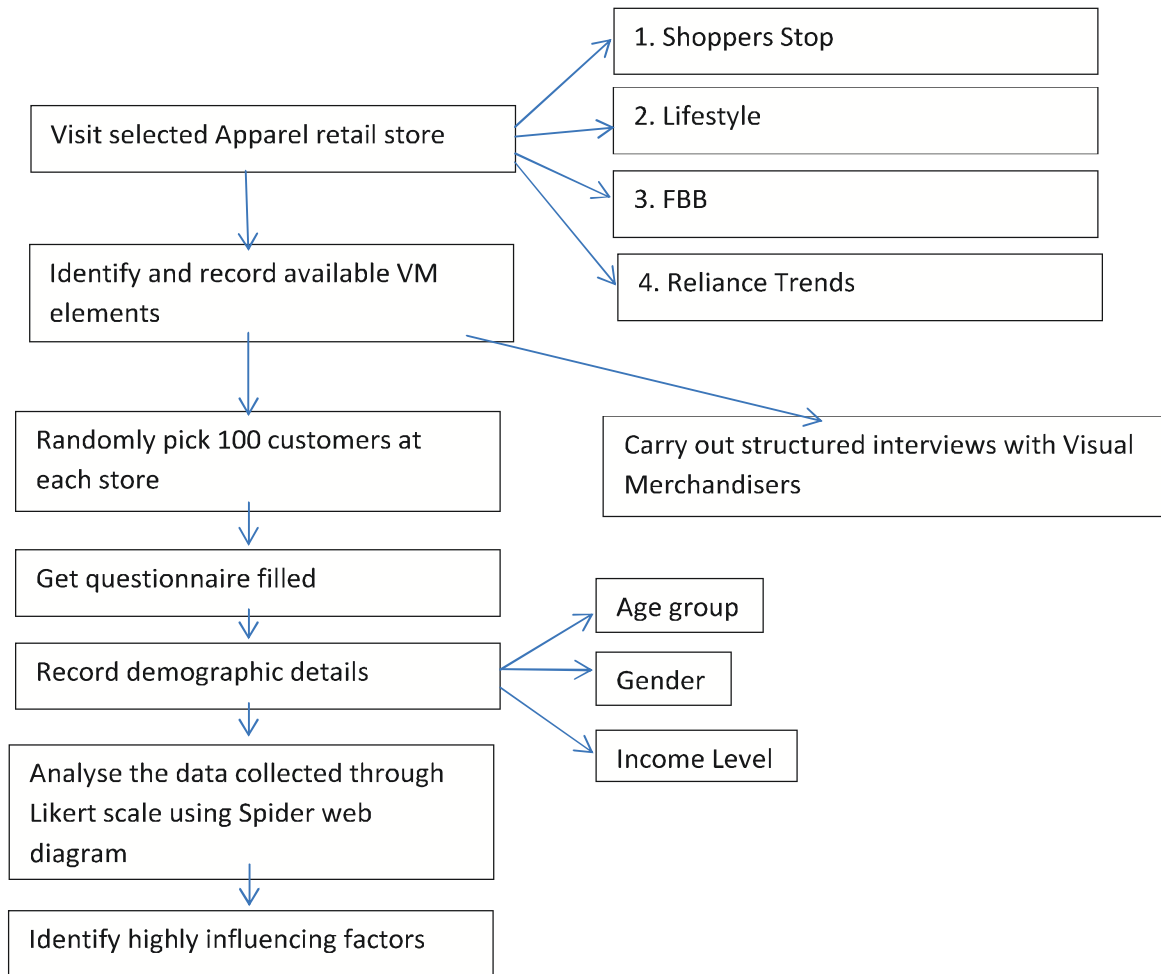 1. Shoppers Stop
Visit selected Apparel retail store
2. Lifestyle
3. FBB
4. Reliance Trends
Identify and record available VM
elements
Randomly pick 100 customers at
each store
Carry out structured interviews with Visual
Merchandisers
Get questionnaire filled
Record demographic details
Age group
Gender
Income Level
Analyse the data collected through
Likert scale using Spider web
diagram
Identify highly influencing factors